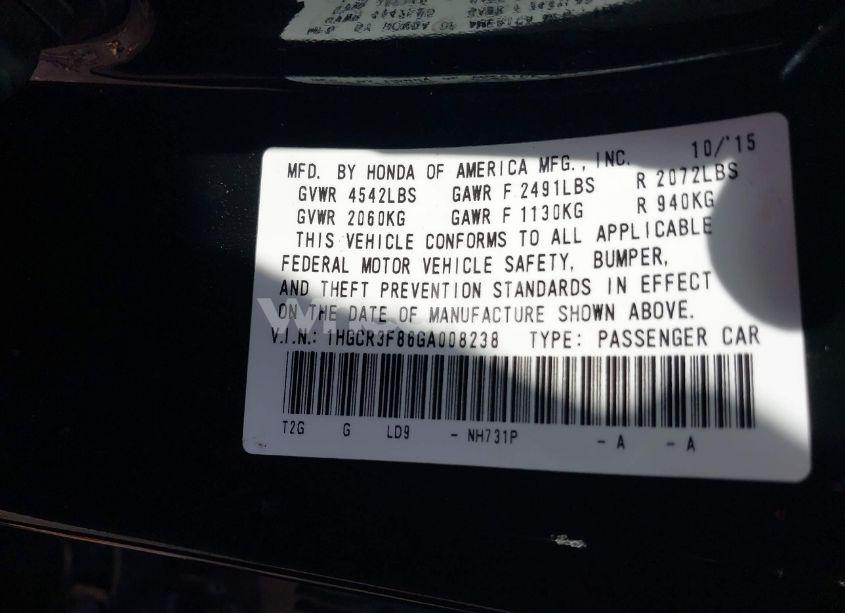 MFD. BY HONDA OF AMERICA MFG., INC. 10/'15
GVWR 4542LBS GAWR F 2491LBS R 2072LBS
GVWR 2060KG GAWR F 1130KG R 940KG
THIS VEHICLE CONFORMS TO ALL APPLICABLE
FEDERAL MOTOR VEHICLE SAFETY, BUMPER,
AND THEFT PREVENTION STANDARDS IN EFFECT
ON THE DATE OF MANUFACTURE SHOWN ABOVE.
V.I.N.: 1HGCR3F86GA008238 TYPE: PASSENGER CAR
T2G G LD9 - NH731P - A - A